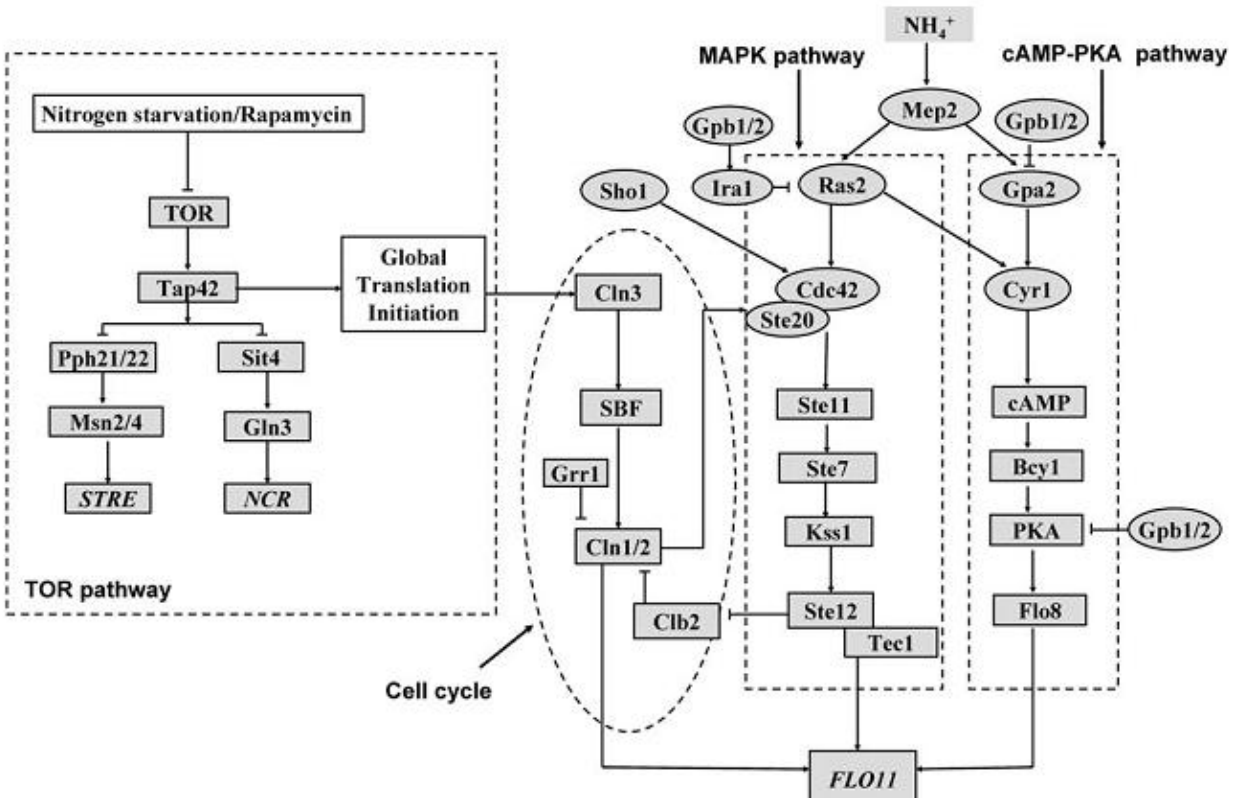 NH₄⁺
MAPK pathway
cAMP-PKA pathway
Nitrogen starvation/Rapamycin
Mep2
Gpb1/2
Gpb1/2
Sho1
Ira1
Ras2
Gpa2
TOR
Global
Translation
Initiation
Tap42
Cln3
Cdc42
Ste20
Cyr1
Pph21/22
Sit4
Msn2/4
Gln3
SBF
Ste11
cAMP
STRE
NCR
Grr1
Ste7
Bcy1
Cln1/2
Kss1
PKA
Gpb1/2
TOR pathway
Clb2
Ste12
Tec1
Flo8
Cell cycle
FLO11